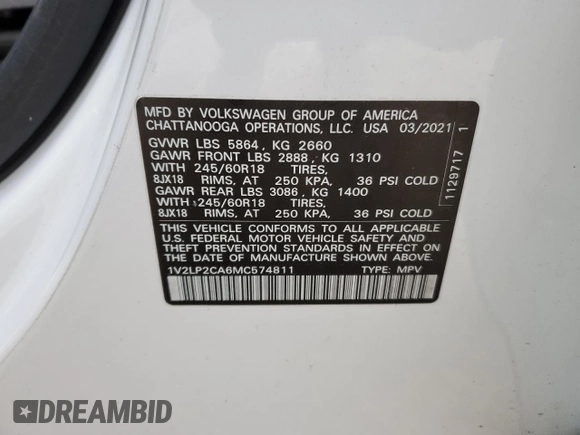 MFD BY VOLKSWAGEN GROUP OF AMERICA
CHATTANOOGA OPERATIONS, LLC. USA 03/2021
GVWR LBS 5864, KG 2660
GAWR FRONT LBS 2888, KG 1310
WITH 245/60R18 TIRES,
8JX18 RIMS, AT 250 KPA, 36 PSI COLD
GAWR REAR LBS 3086, KG 1400
WITH 245/60R18 TIRES,
8JX18 RIMS, AT 250 KPA, 36 PSI COLD
THIS VEHICLE CONFORMS TO ALL APPLICABLE
U.S. FEDERAL MOTOR VEHICLE SAFETY AND
THEFT PREVENTION STANDARDS IN EFFECT ON
THE DATE OF MANUFACTURE SHOWN ABOVE.
1V2LP2CA6MC574811 TYPE: MPV
1129717 1
DREAMBID